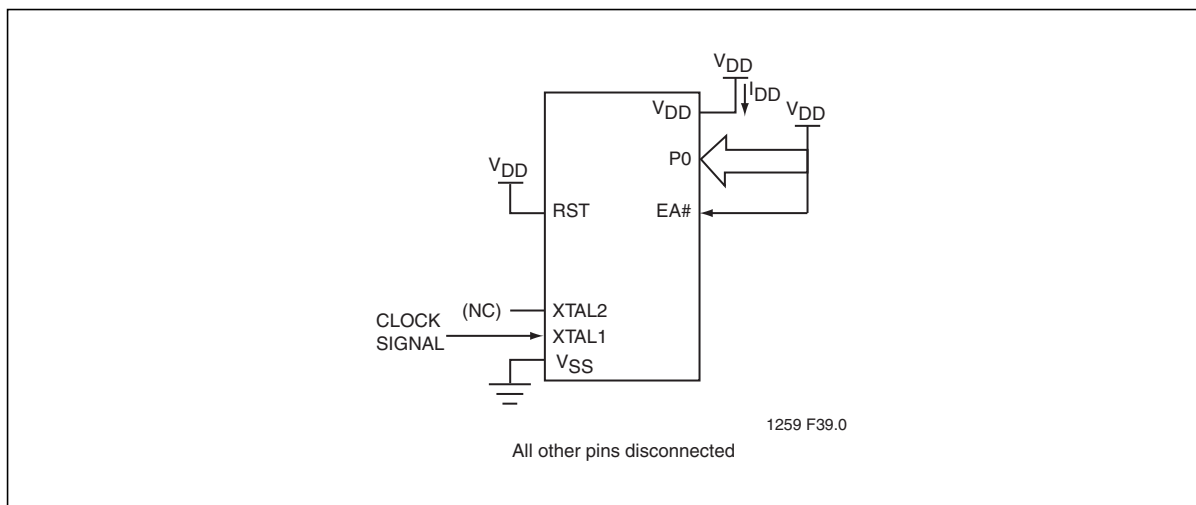 VDD
IDD
VDD
VDD
P0
VDD
RST
EA#
(NC)
XTAL2
CLOCK
SIGNAL
XTAL1
VSS
1259 F39.0
All other pins disconnected